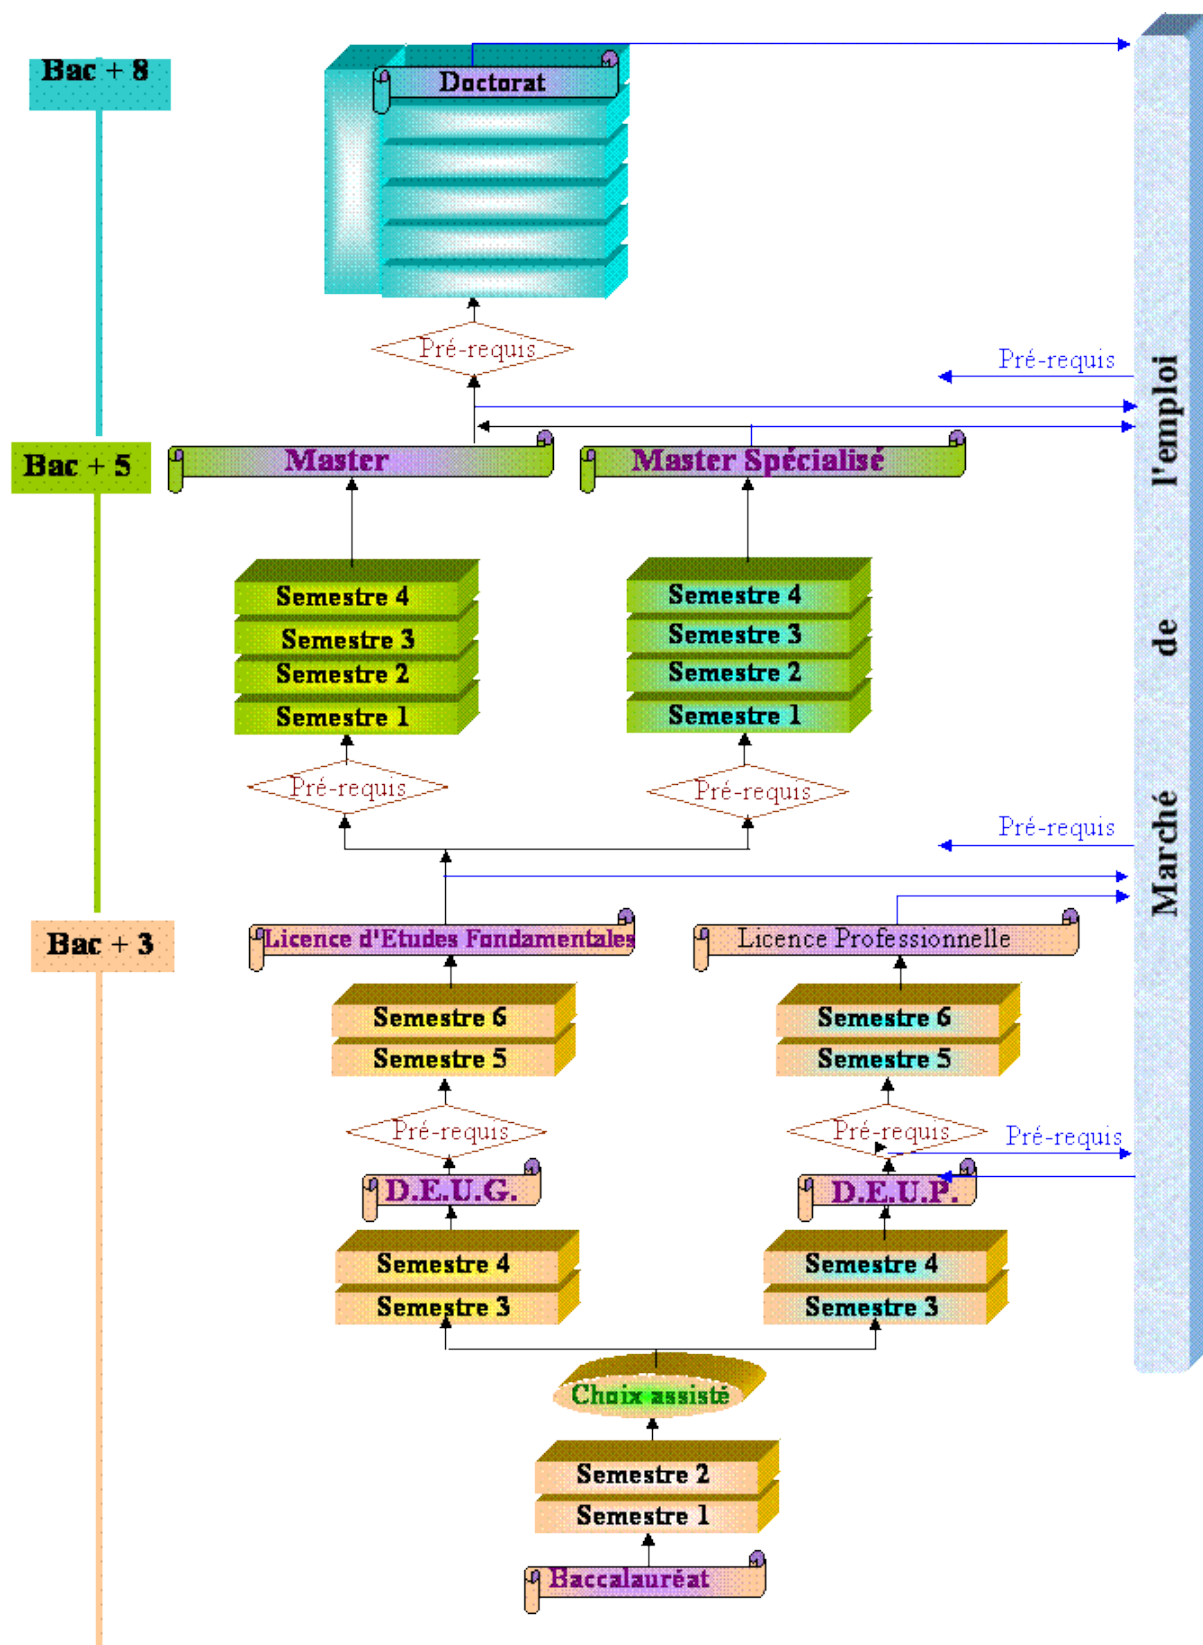 Bac + 8
Doctorat
Pré-requis
Pré-requis
Bac + 5
Master
Master Spécialisé
Semestre 4
Semestre 3
Semestre 2
Semestre 1
Semestre 4
Semestre 3
Semestre 2
Semestre 1
Pré-requis
Pré-requis
Pré-requis
Bac + 3
Licence d'Etudes Fondamentales
Licence Professionnelle
Semestre 6
Semestre 5
Semestre 6
Semestre 5
Pré-requis
Pré-requis
Pré-requis
D.E.U.G.
D.E.U.P.
Semestre 4
Semestre 3
Semestre 4
Semestre 3
Choix assisté
Semestre 2
Semestre 1
Baccalauréat
Marché de l'emploi